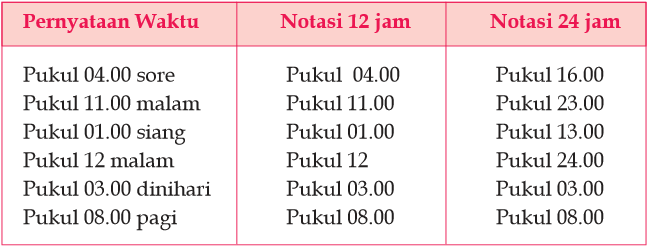 Pernyataan Waktu Notasi 12 jam Notasi 24 jam
Pukul 04.00 sore Pukul 04.00 Pukul 16.00
Pukul 11.00 malam Pukul 11.00 Pukul 23.00
Pukul 01.00 siang Pukul 01.00 Pukul 13.00
Pukul 12 malam Pukul 12 Pukul 24.00
Pukul 03.00 dinihari Pukul 03.00 Pukul 03.00
Pukul 08.00 pagi Pukul 08.00 Pukul 08.00